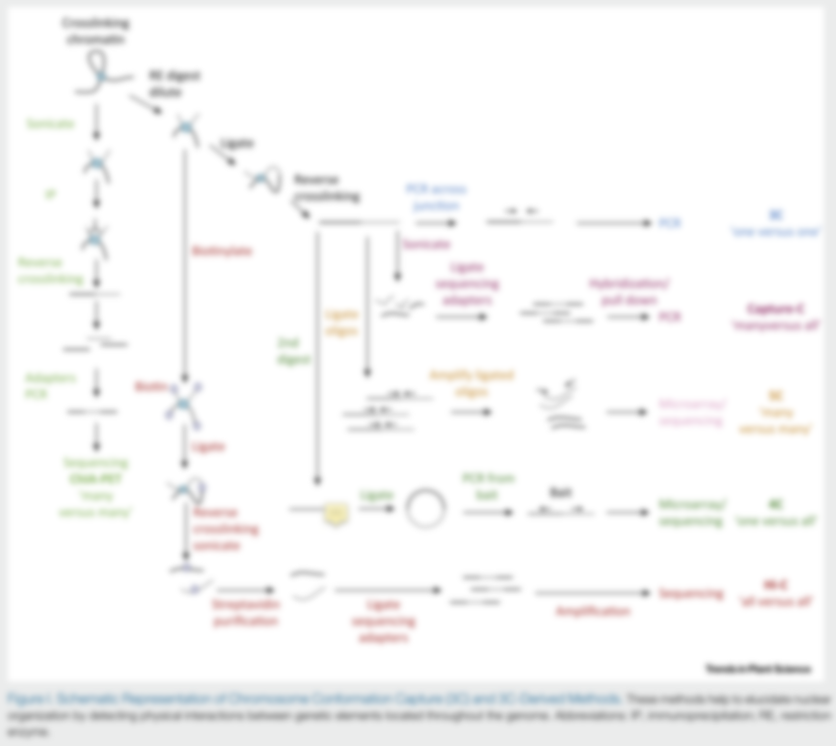 Crosslinking
chromatin
RE digest
dilute
Sonicate
Ligate
Reverse
crosslinking
PCR across
junction
PCR
3C
'one versus one'
IP
Biotinylate
Sonicate
Reverse
crosslinking
Ligate
sequencing
adapters
Hybridization/
pull down
PCR
Capture-C
Ligate
oligos
2nd
digest
Adapters
PCR
Biotin
Amplify ligated
oligos
Microarray/
sequencing
5C
'many
versus many'
Ligate
Sequencing
ChIA-PET
'many
versus many'
Ligate
PCR from
bait
Bait
Microarray/
sequencing
4C
'one versus all'
Reverse
crosslinking
sonicate
Streptavidin
purification
Ligate
sequencing
adapters
Amplification
Sequencing
Hi-C
'all versus all'
Trends in Plant Science
Figure I. Schematic Representation of Chromosome Conformation Capture (3C) and 3C-Derived Methods. These methods help to elucidate nuclear
organization by detecting physical interactions between genetic elements located throughout the genome. Abbreviations: IP, immunoprecipitation; RE, restriction
enzyme.